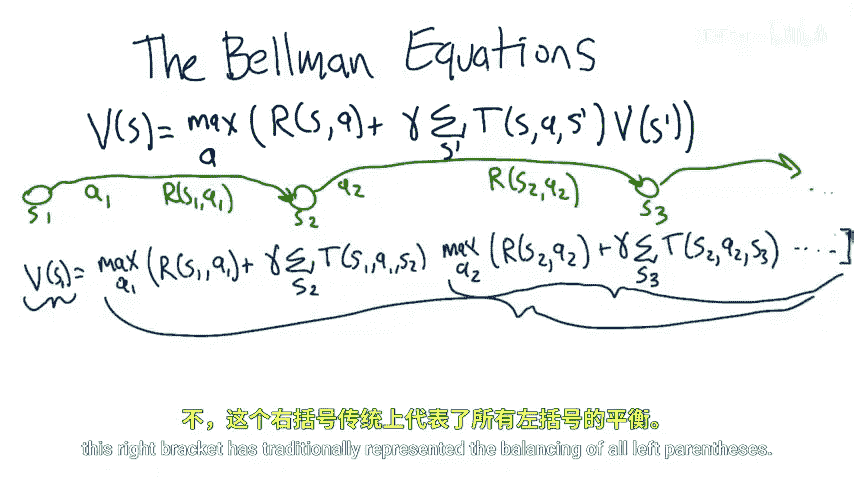 The Bellman Equations
V(s) = max a (R(s,a) + γ Σ s' T(s,a,s') V(s'))
s₁ a₁ R(s₁,a₁) s₂ a₂ R(s₂,a₂) s₃ ...
V(s₁) = max a₁ (R(s₁,a₁) + γ Σ s₂ T(s₁,a₁,s₂) max a₂ (R(s₂,a₂) + γ Σ s₃ T(s₂,a₂,s₃) ....]
不，这个右括号传统上代表了所有左括号的平衡。
this right bracket has traditionally represented the balancing of all left parentheses.